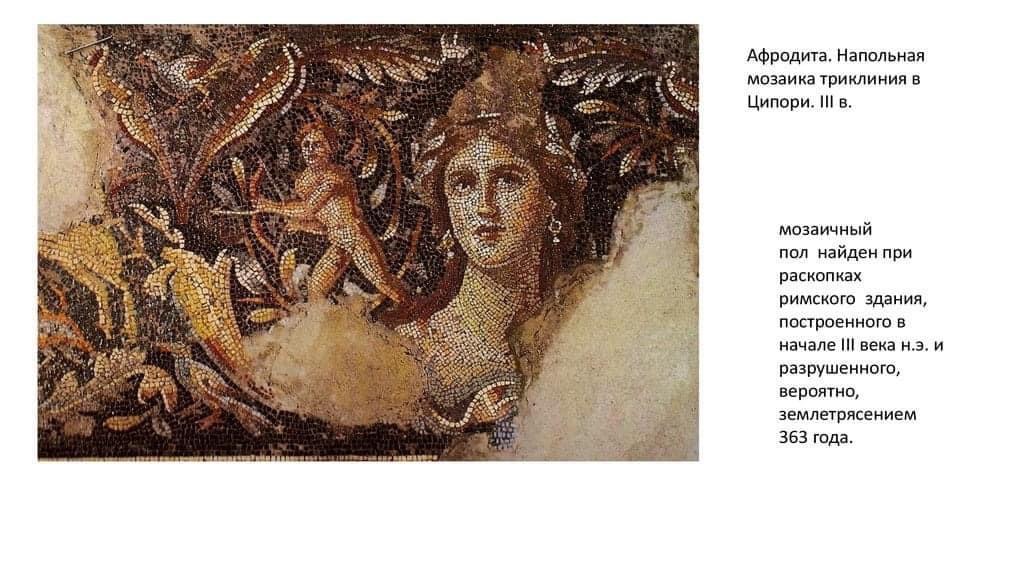 Афродита. Напольная
мозаика триклиния в
Ципори. III в.
мозаичный
пол  найден при
раскопках
римского  здания,
построенного в
начале III века н.э. и
разрушенного,
вероятно,
землетрясением
363 года.